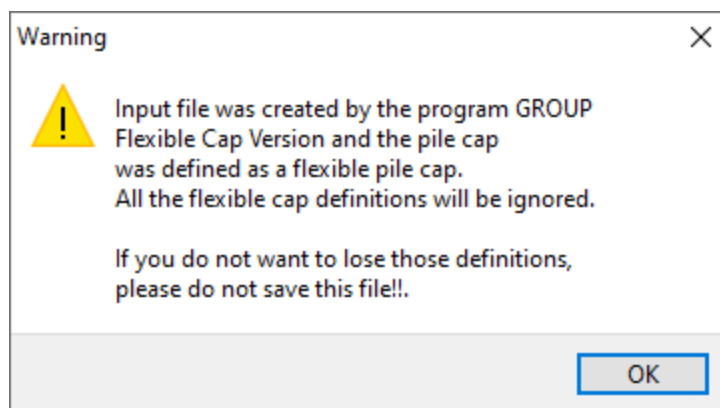 Warning
Input file was created by the program GROUP
Flexible Cap Version and the pile cap
was defined as a flexible pile cap.
All the flexible cap definitions will be ignored.
If you do not want to lose those definitions,
please do not save this file!!.
OK